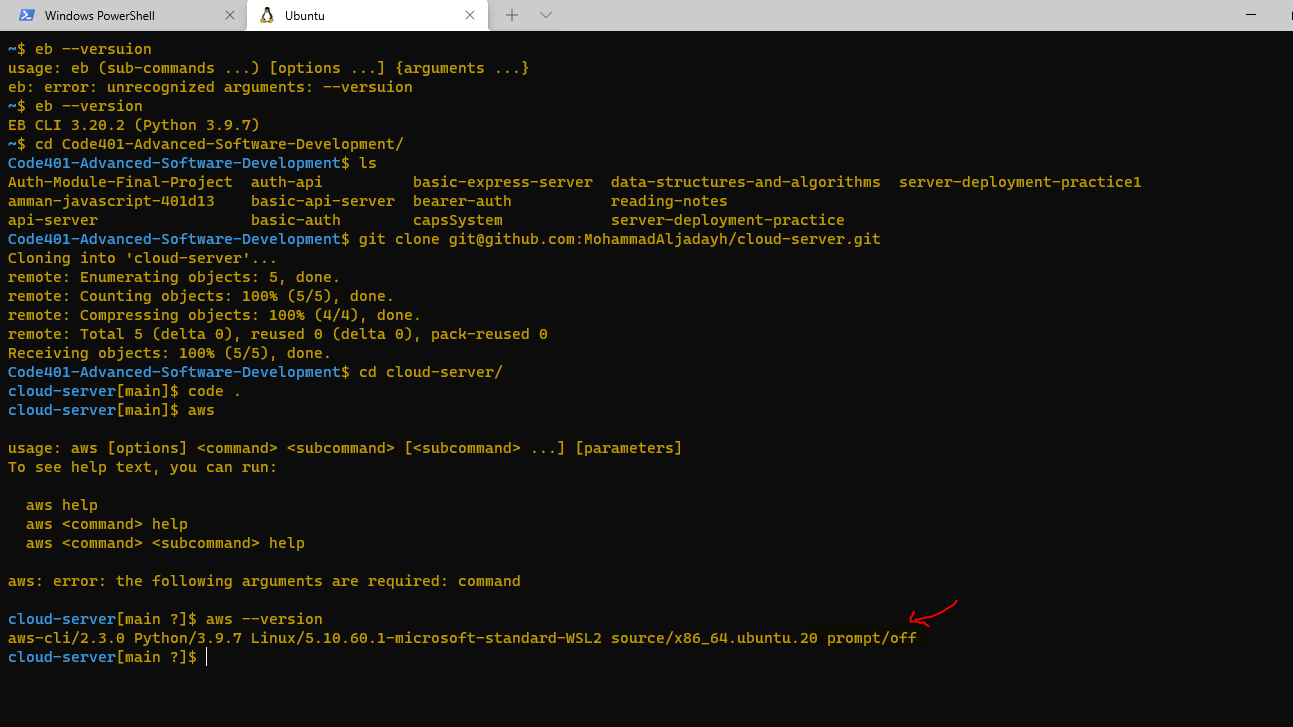 Windows PowerShell
Ubuntu
~$ eb --versuion
usage: eb (sub-commands ...) [options ...] {arguments ...}
eb: error: unrecognized arguments: --versuion
~$ eb --version
EB CLI 3.20.2 (Python 3.9.7)
~$ cd Code401-Advanced-Software-Development/
Code401-Advanced-Software-Development$ ls
Auth-Module-Final-Project  auth-api          basic-express-server  data-structures-and-algorithms  server-deployment-practice1
amman-javascript-401d13    basic-api-server  bearer-auth           reading-notes
api-server                 basic-auth        capsSystem            server-deployment-practice
Code401-Advanced-Software-Development$ git clone git@github.com:MohammadAljadayh/cloud-server.git
Cloning into 'cloud-server'...
remote: Enumerating objects: 5, done.
remote: Counting objects: 100% (5/5), done.
remote: Compressing objects: 100% (4/4), done.
remote: Total 5 (delta 0), reused 0 (delta 0), pack-reused 0
Receiving objects: 100% (5/5), done.
Code401-Advanced-Software-Development$ cd cloud-server/
cloud-server[main]$ code .
cloud-server[main]$ aws
usage: aws [options] <command> <subcommand> [<subcommand> ...] [parameters]
To see help text, you can run:
  aws help
  aws <command> help
  aws <command> <subcommand> help
aws: error: the following arguments are required: command
cloud-server[main ?]$ aws --version
aws-cli/2.3.0 Python/3.9.7 Linux/5.10.60.1-microsoft-standard-WSL2 source/x86_64.ubuntu.20 prompt/off
cloud-server[main ?]$